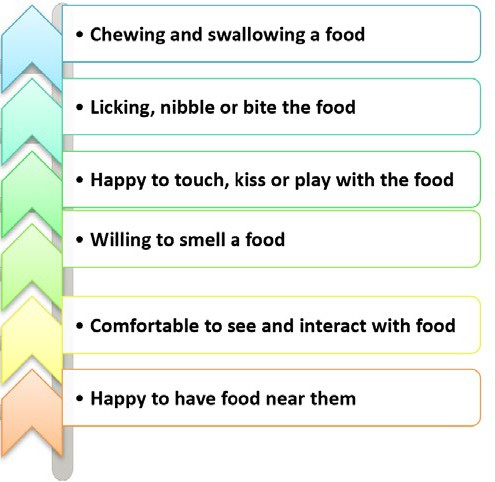 • Chewing and swallowing a food
• Licking, nibble or bite the food
• Happy to touch, kiss or play with the food
• Willing to smell a food
• Comfortable to see and interact with food
• Happy to have food near them